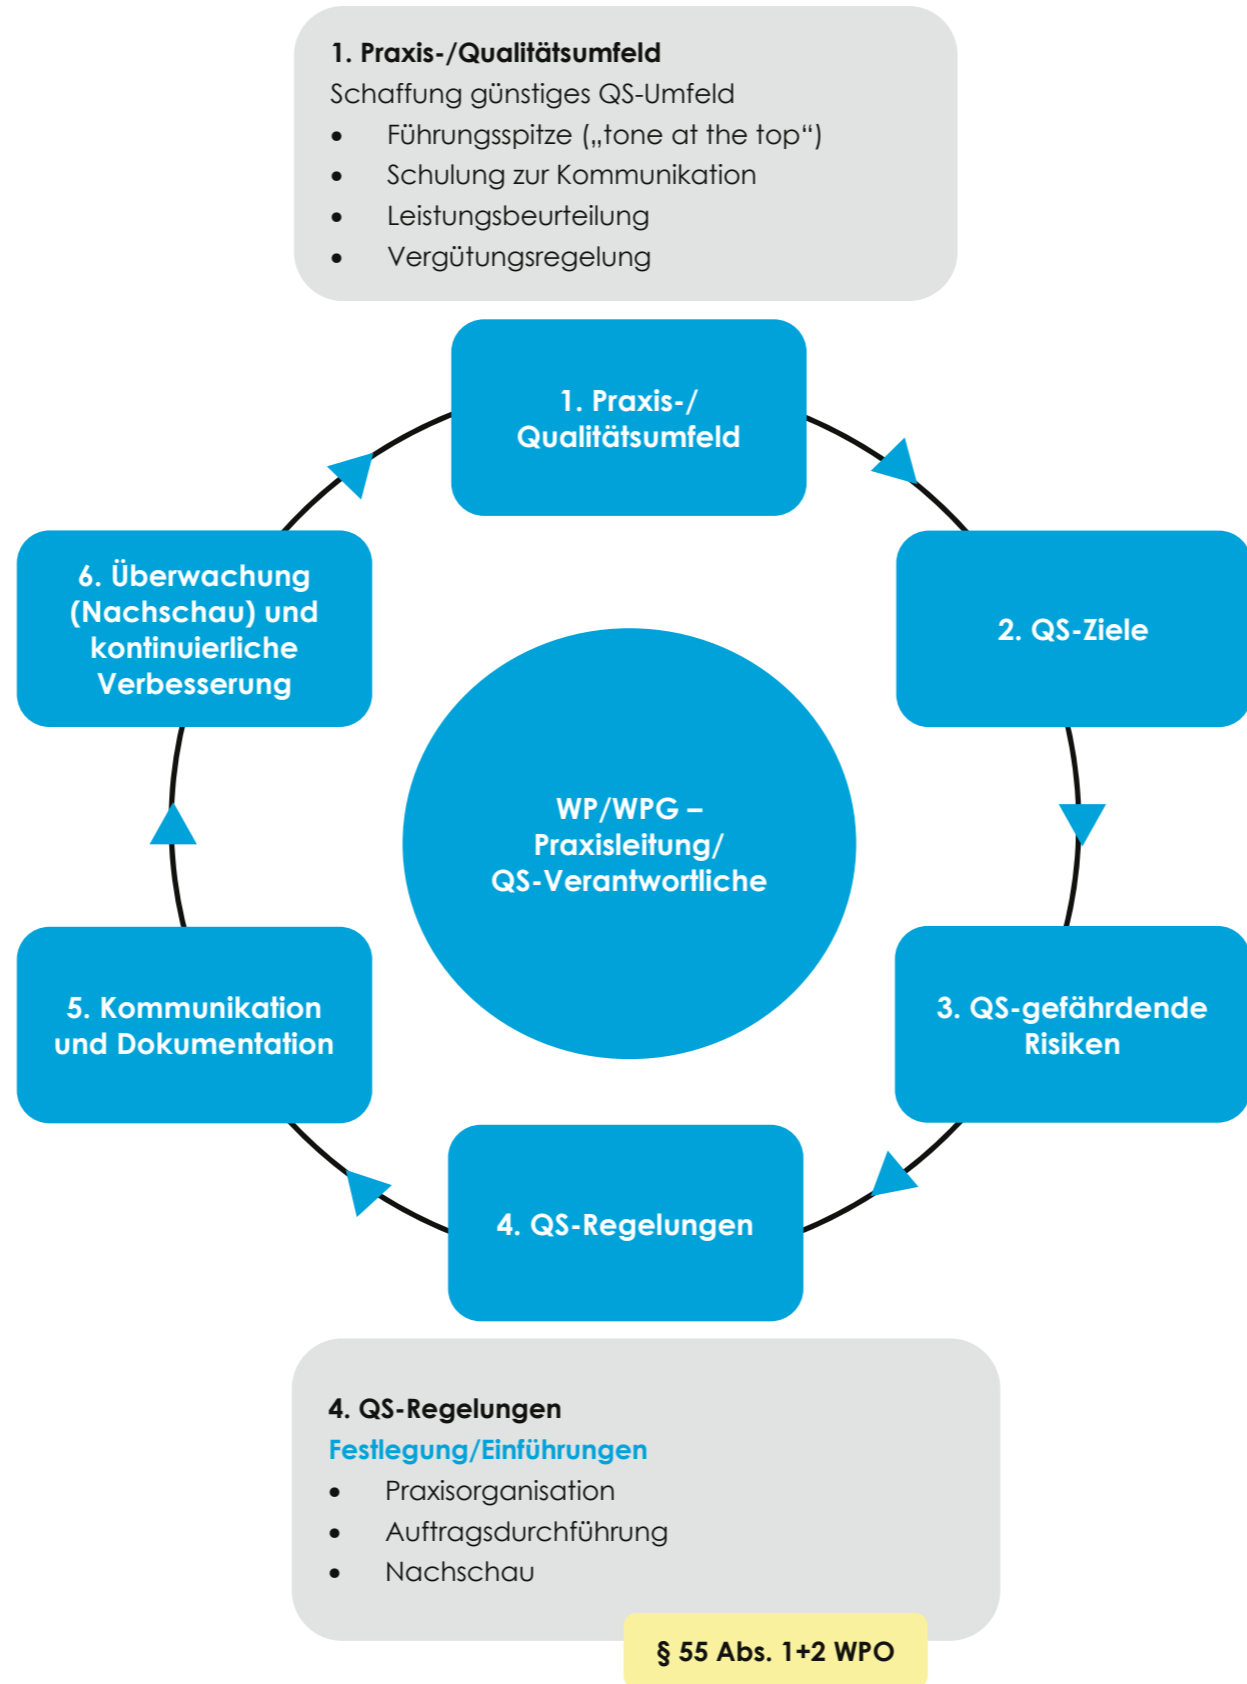 1. Praxis-/Qualitätsumfeld
Schaffung günstiges QS-Umfeld
• Führungsspitze („tone at the top“)
• Schulung zur Kommunikation
• Leistungsbeurteilung
• Vergütungsregelung
1. Praxis-/
Qualitätsumfeld
2. QS-Ziele
3. QS-gefährdende
Risiken
4. QS-Regelungen
5. Kommunikation
und Dokumentation
6. Überwachung
(Nachschau) und
kontinuierliche
Verbesserung
WP/WPG –
Praxisleitung/
QS-Verantwortliche
4. QS-Regelungen
Festlegung/Einführungen
• Praxisorganisation
• Auftragsdurchführung
• Nachschau
§ 55 Abs. 1+2 WPO